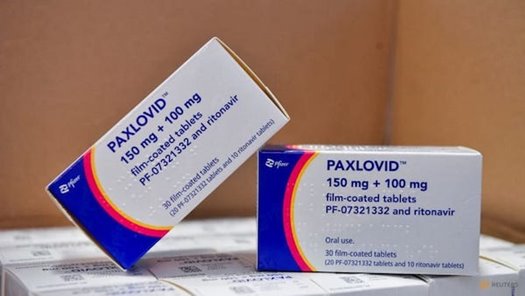 PAXLOVID™
150 mg + 100 mg
film-coated tablets
PF-07321332 and ritonavir
30 film-coated tablets
(20 PF-07321332 and 10 ritonavir tablets)
Pfizer
Pfizer
PAXLOVID™
150 mg + 100 mg
film-coated tablets
PF-07321332 and ritonavir
Oral use.
30 film-coated tablets
(20 PF-07321332 and 10 ritonavir tablets)
REUTERS